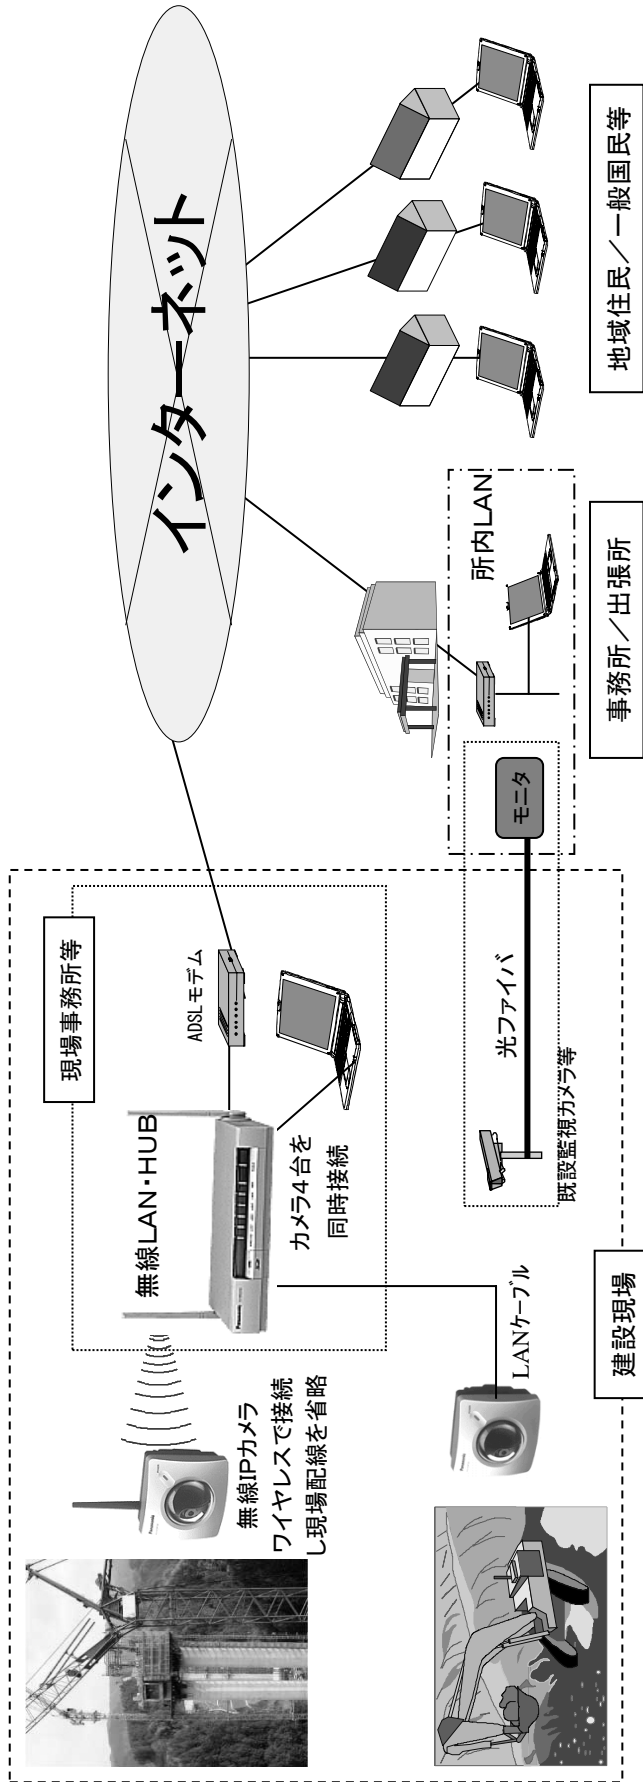 インターネット
現場事務所等
無線LAN・HUB
ADSLモデム
カメラ4台を
同時接続
無線IPカメラ
ワイヤレスで接続
し現場配線を省略
LANケーブル
建設現場
既設監視カメラ等
光ファイバ
モニタ
所内LAN
事務所／出張所
地域住民／一般国民等
Panasonic
Panasonic